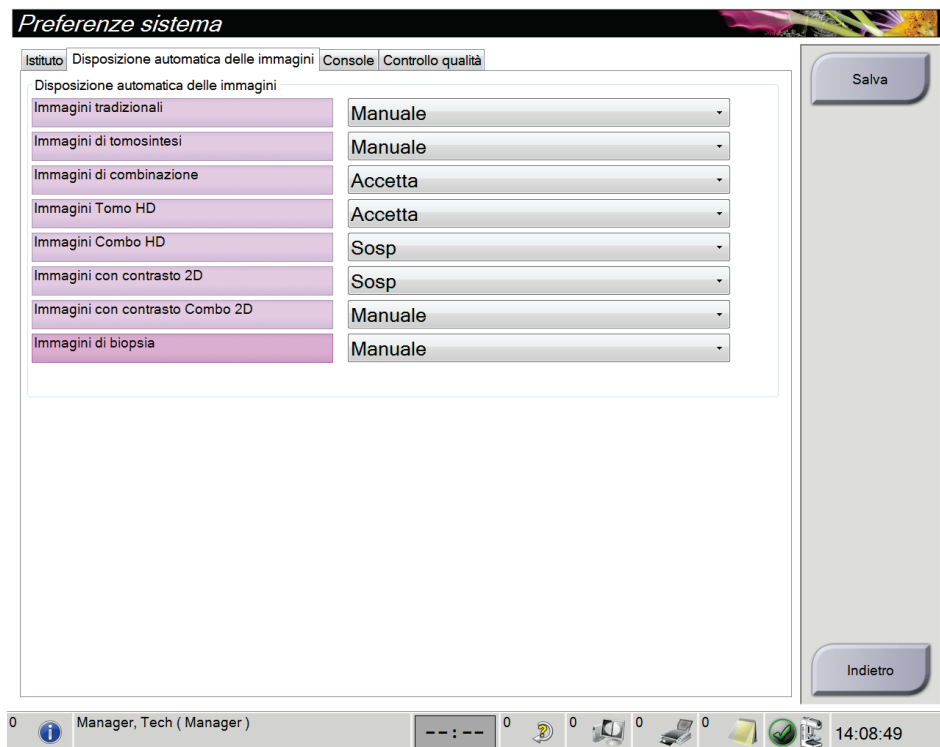 Preferenze sistema
Istituto Disposizione automatica delle immagini Console Controllo qualità
Salva
Disposizione automatica delle immagini
Immagini tradizionali Manuale
Immagini di tomosintesi Manuale
Immagini di combinazione Accetta
Immagini Tomo HD Accetta
Immagini Combo HD Sosp
Immagini con contrasto 2D Sosp
Immagini con contrasto Combo 2D Manuale
Immagini di biopsia Manuale
Indietro
0 Manager, Tech ( Manager ) --:-- 0 0 0 0 14:08:49